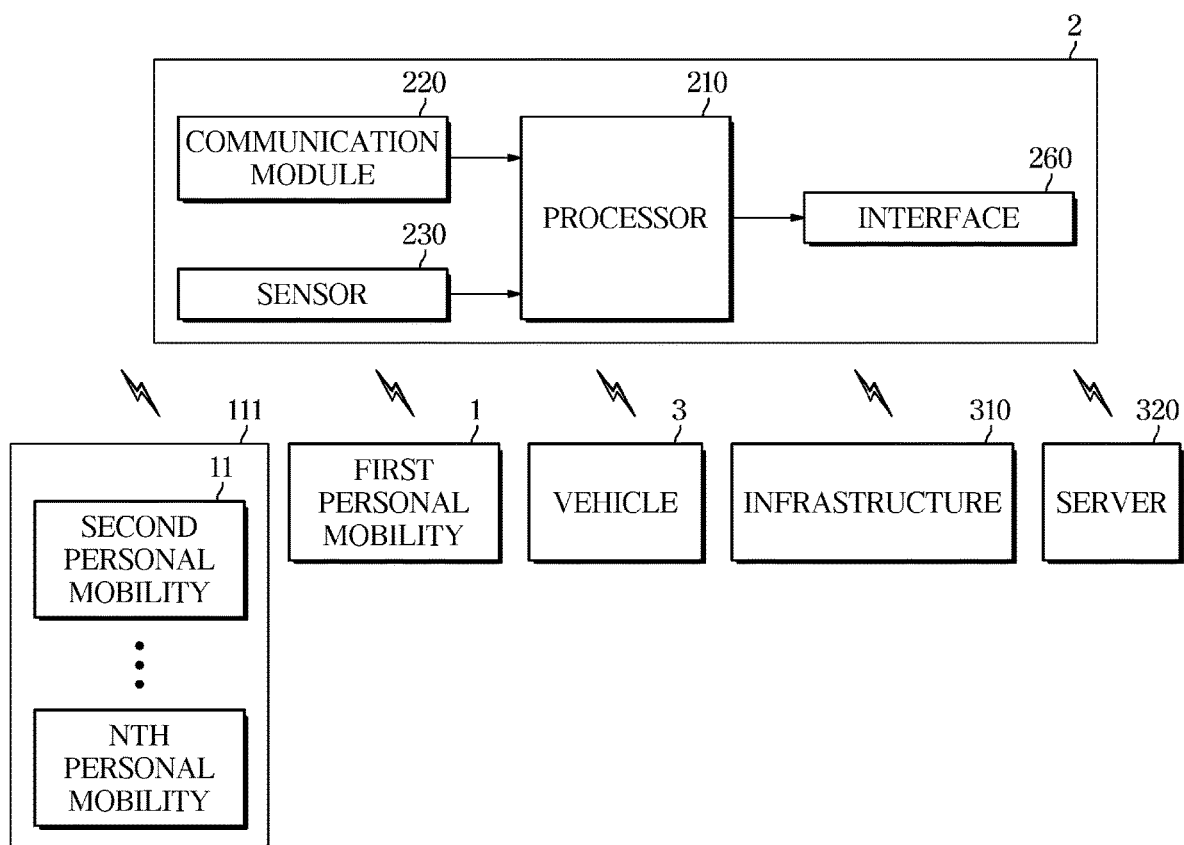 2
220
210
COMMUNICATION
MODULE
260
PROCESSOR
INTERFACE
230
SENSOR
111
1
3
310
320
11
FIRST
PERSONAL
MOBILITY
VEHICLE
INFRASTRUCTURE
SERVER
SECOND
PERSONAL
MOBILITY
NTH
PERSONAL
MOBILITY